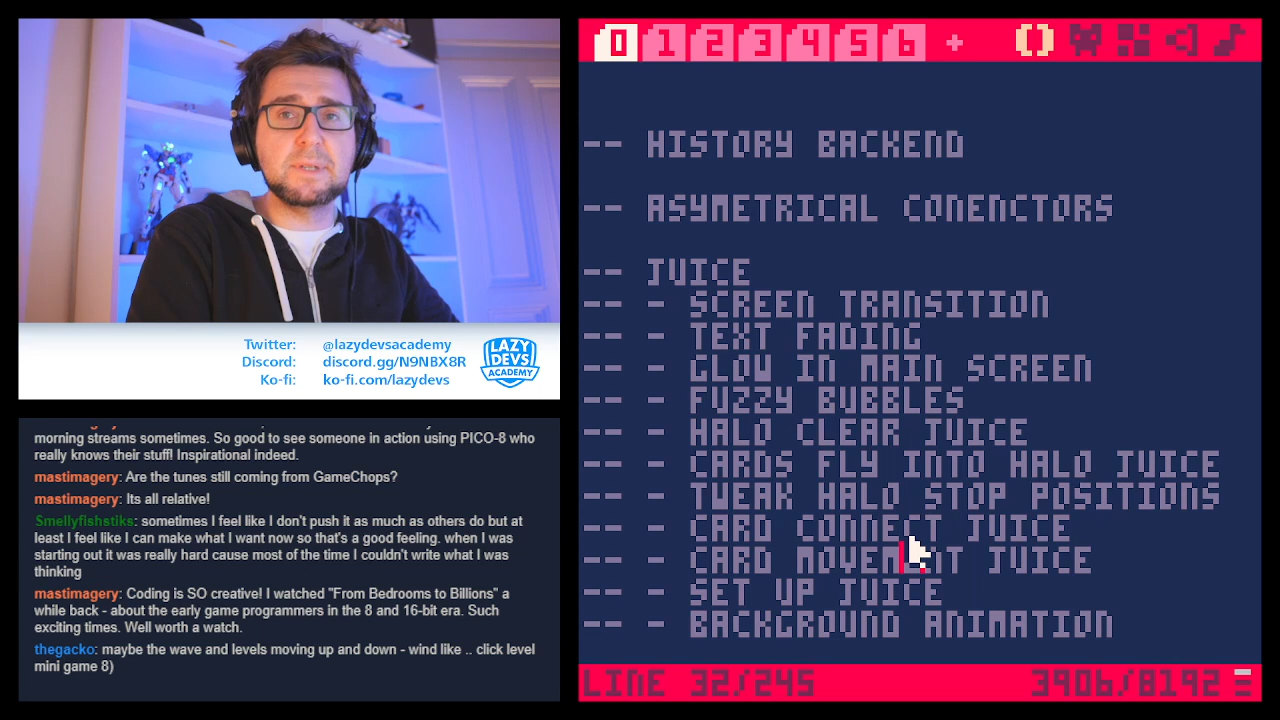 0 1 2 3 4 5 6 +
-- HISTORY BACKEND
-- ASYMETRICAL CONENCTORS
-- JUICE
-- - SCREEN TRANSITION
-- - TEXT FADING
-- - GLOW IN MAIN SCREEN
-- - FUZZY BUBBLES
-- - HALO CLEAR JUICE
-- - CARDS FLY INTO HALO JUICE
-- - TWEAK HALO STOP POSITIONS
-- - CARD CONNECT JUICE
-- - CARD MOVEMENT JUICE
-- - SET UP JUICE
-- - BACKGROUND ANIMATION
LINE 32/245 3906/8192
Twitter: @lazydevsacademy
Discord: discord.gg/N9NBX8R
Ko-fi: ko-fi.com/lazydevs
LAZY
DEVS
ACADEMY
morning streams sometimes. So good to see someone in action using PICO-8 who
really knows their stuff! Inspirational indeed.
mastimagery: Are the tunes still coming from GameChops?
mastimagery: Its all relative!
Smellyfishstiks: sometimes I feel like I don't push it as much as others do but at
least I feel like I can make what I want now so that's a good feeling. when I was
starting out it was really hard cause most of the time I couldn't write what I was
thinking
mastimagery: Coding is SO creative! I watched "From Bedrooms to Billions" a
while back - about the early game programmers in the 8 and 16-bit era. Such
exciting times. Well worth a watch.
thegacko: maybe the wave and levels moving up and down - wind like .. click level
mini game 8)